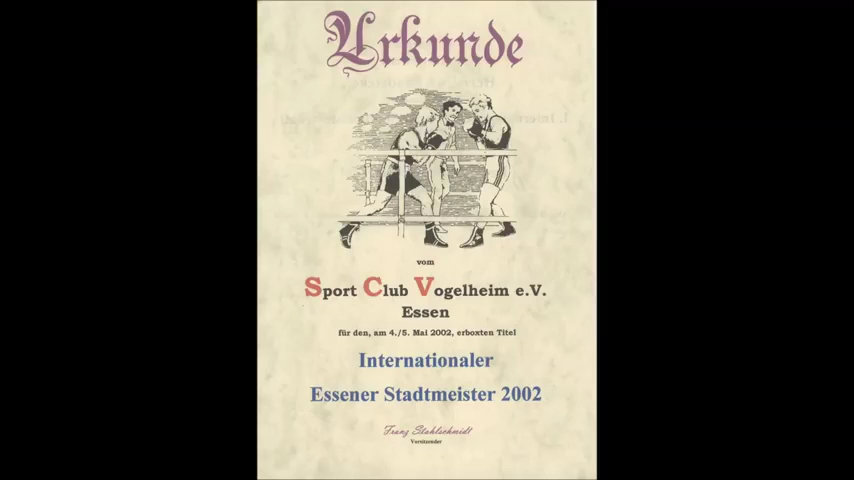 Urkunde
vom
Sport Club Vogelheim e.V.
Essen
für den, am 4./5. Mai 2002, erboxten Titel
Internationaler
Essener Stadtmeister 2002
Franz Stahlschmidt
Vorsitzender